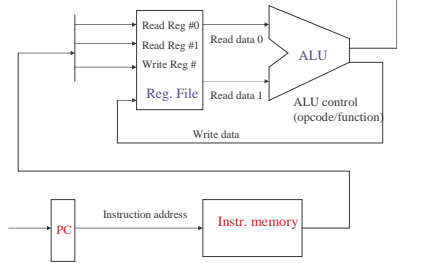 Read Reg #0
Read Reg #1
Write Reg #
Reg. File
Read data 0
Read data 1
ALU
ALU control
(opcode/function)
Write data
PC
Instruction address
Instr. memory